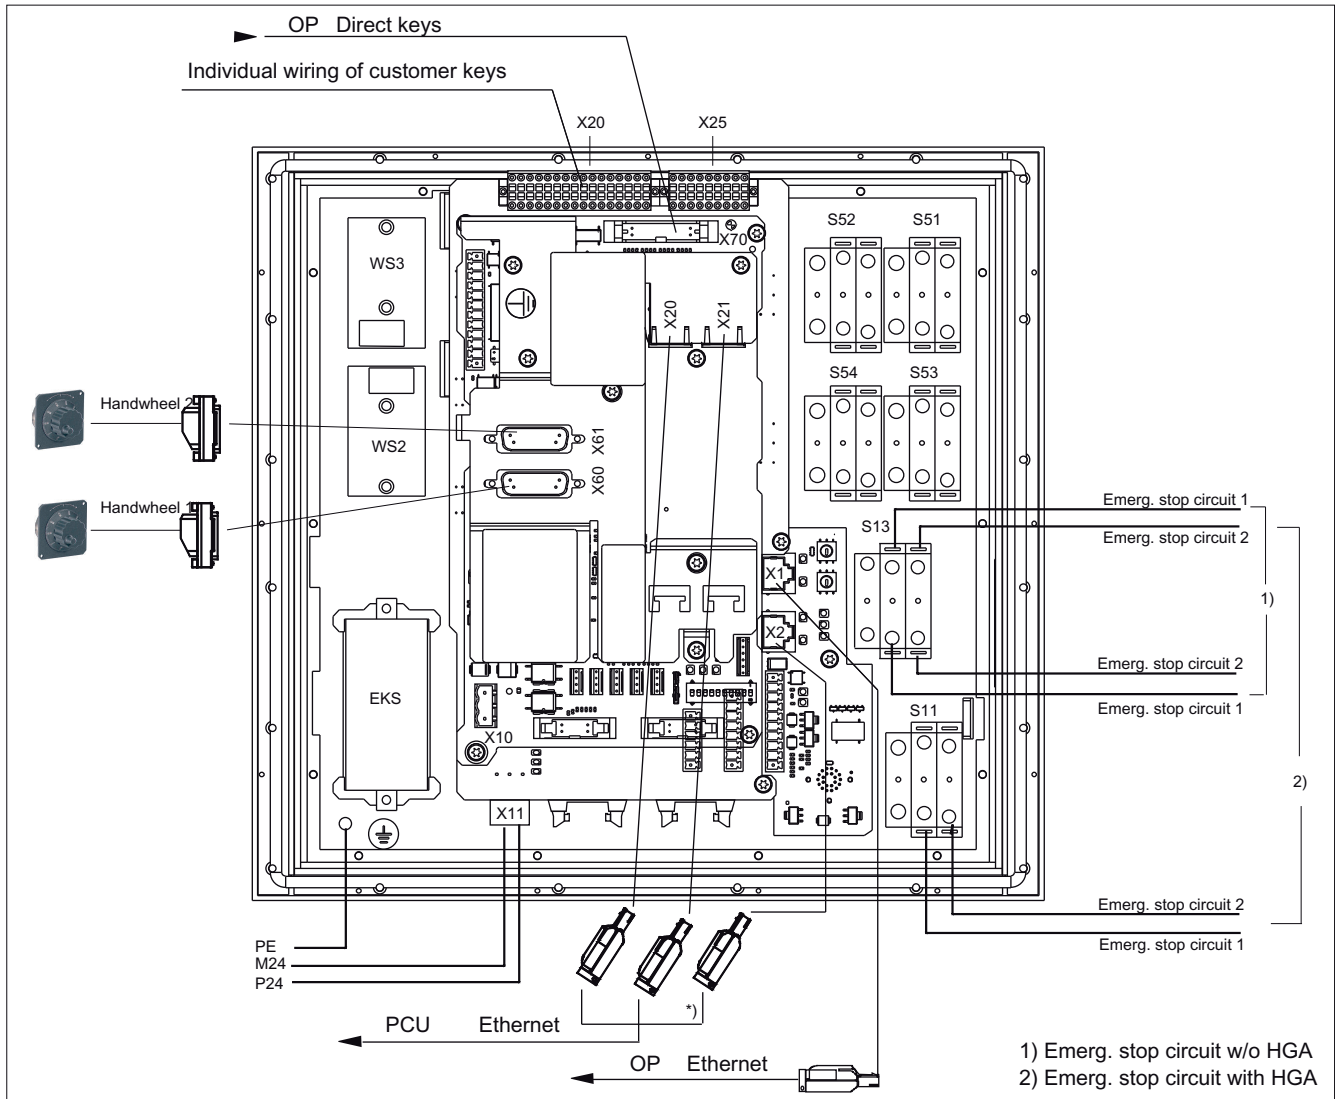 OP Direct keys
Individual wiring of customer keys
X20
X25
S52
S51
X70
WS3
X20
X21
S54
S53
Handwheel 2
X61
WS2
X60
Emerg. stop circuit 1
Handwheel 1
S13
Emerg. stop circuit 2
X1
1)
X2
Emerg. stop circuit 2
EKS
Emerg. stop circuit 1
S11
X10
2)
X11
Emerg. stop circuit 2
PE
Emerg. stop circuit 1
M24
P24
*)
PCU Ethernet
OP Ethernet
1) Emerg. stop circuit w/o HGA
2) Emerg. stop circuit with HGA